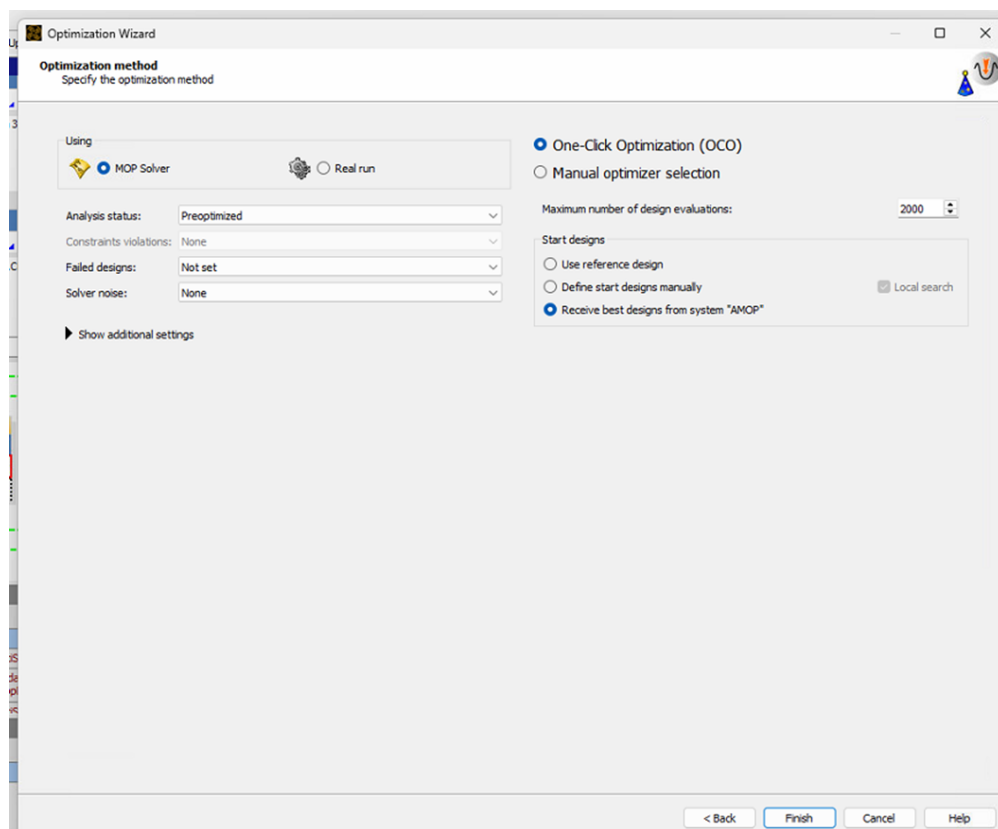 Optimization Wizard
Optimization method
Specify the optimization method
Using
MOP Solver
Real run
Analysis status: Preoptimized
Constraints violations: None
Failed designs: Not set
Solver noise: None
Show additional settings
One-Click Optimization (OCO)
Manual optimizer selection
Maximum number of design evaluations: 2000
Start designs
Use reference design
Define start designs manually
Local search
Receive best designs from system "AMOP"
< Back Finish Cancel Help